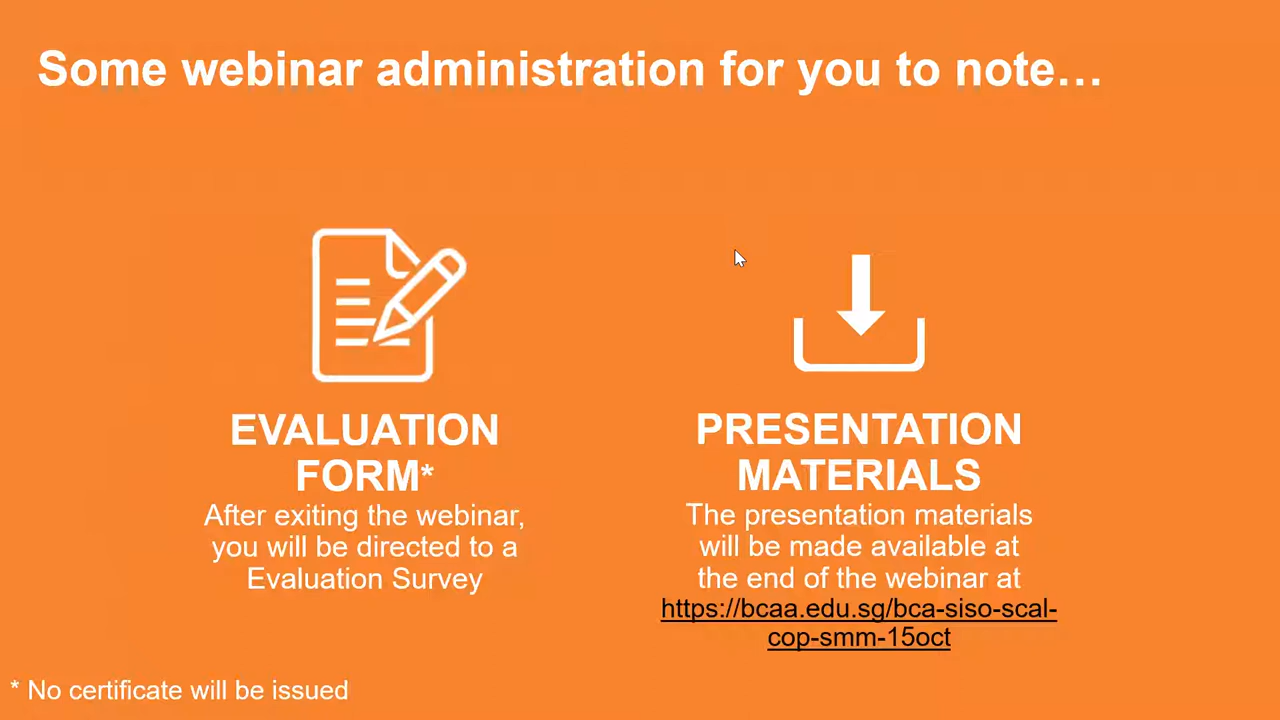 Some webinar administration for you to note…
EVALUATION
FORM*
After exiting the webinar,
you will be directed to a
Evaluation Survey
PRESENTATION
MATERIALS
The presentation materials
will be made available at
the end of the webinar at
https://bcaa.edu.sg/bca-siso-scal-
cop-smm-15oct
* No certificate will be issued